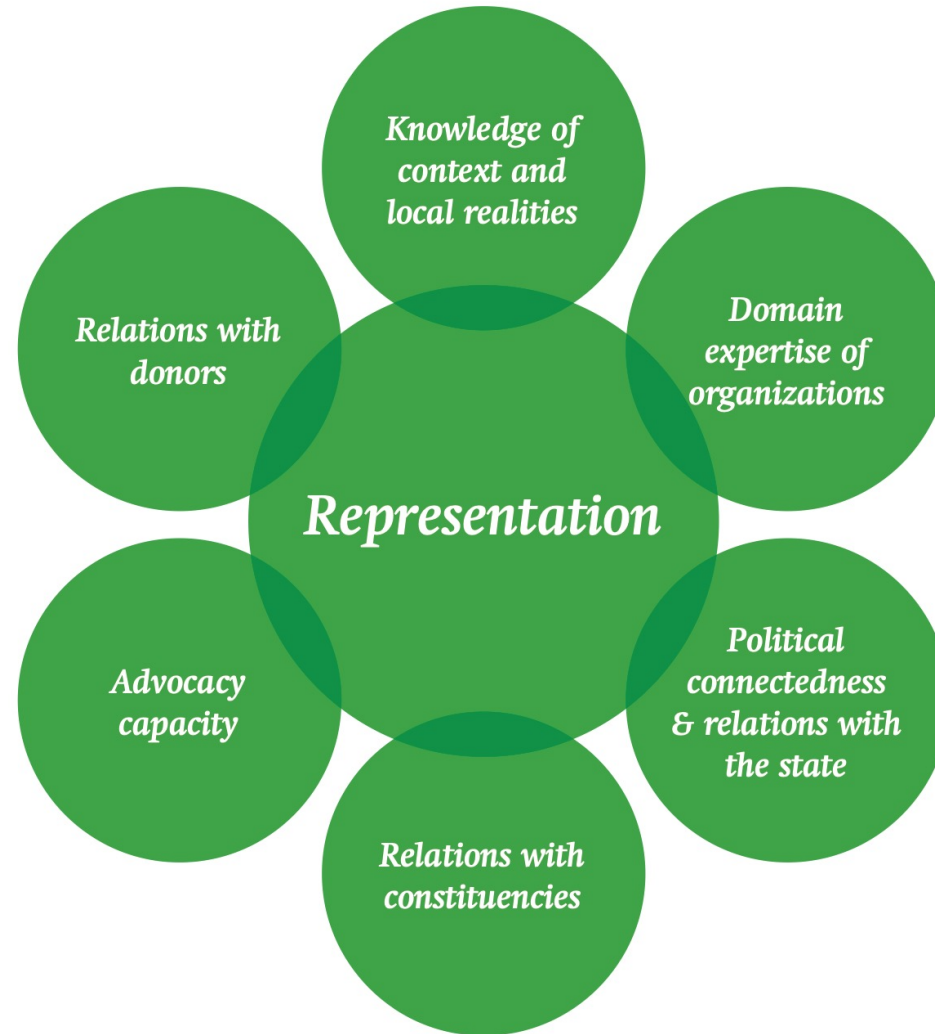 Knowledge of
context and
local realities
Relations with
donors
Domain
expertise of
organizations
Representation
Advocacy
capacity
Political
connectedness
& relations with
the state
Relations with
constituencies